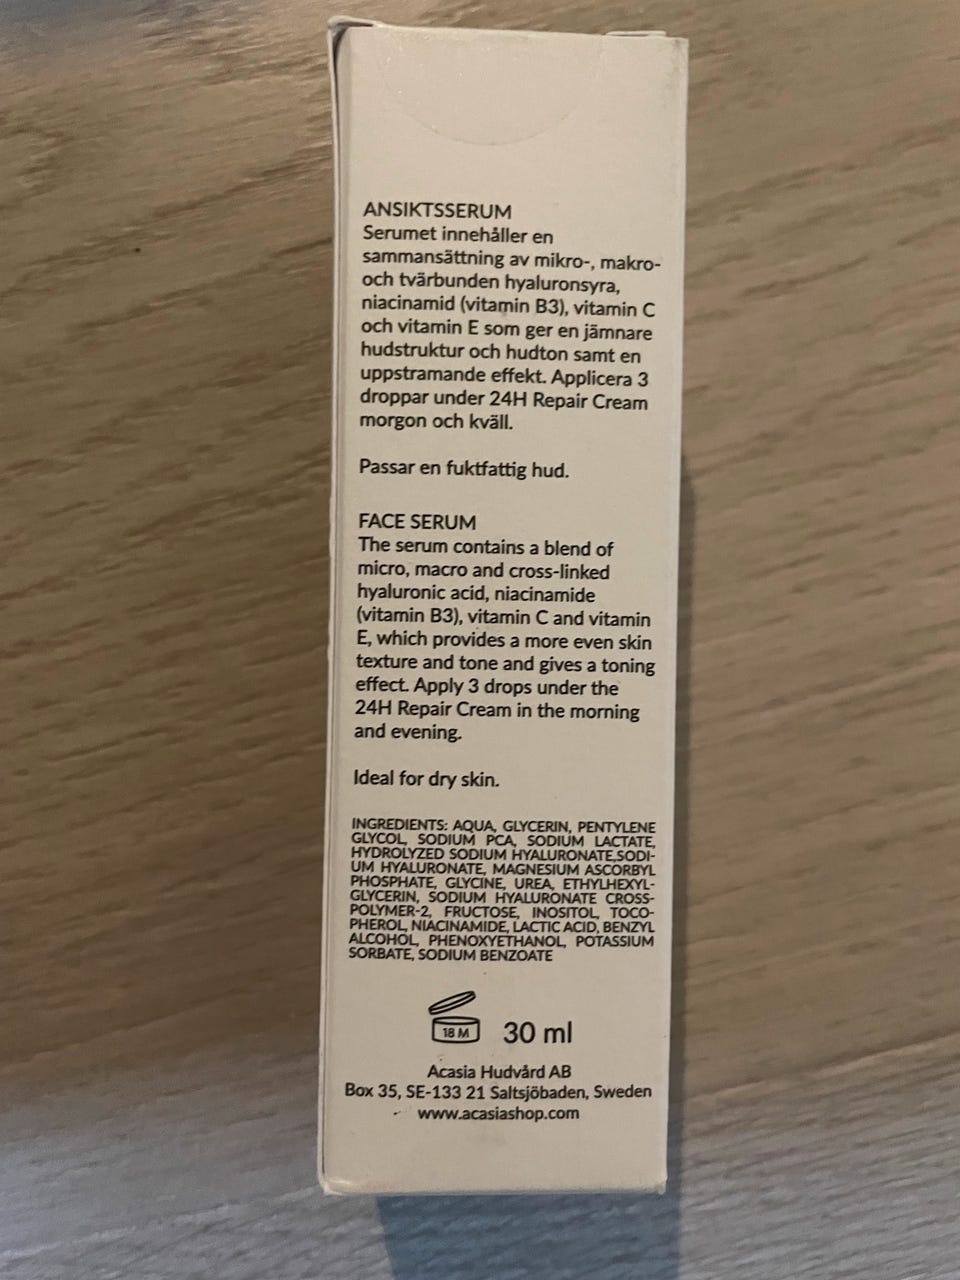 ANSIKTSSERUM
Serumet innehåller en
sammansättning av mikro-, makro-
och tvärbunden hyaluronsyra,
niacinamid (vitamin B3), vitamin C
och vitamin E som ger en jämnare
hudstruktur och hudton samt en
uppstramande effekt. Applicera 3
droppar under 24H Repair Cream
morgon och kväll.
Passar en fuktfattig hud.
FACE SERUM
The serum contains a blend of
micro, macro and cross-linked
hyaluronic acid, niacinamide
(vitamin B3), vitamin C and vitamin
E, which provides a more even skin
texture and tone and gives a toning
effect. Apply 3 drops under the
24H Repair Cream in the morning
and evening.
Ideal for dry skin.
INGREDIENTS: AQUA, GLYCERIN, PENTYLENE
GLYCOL, SODIUM PCA, SODIUM LACTATE,
HYDROLYZED SODIUM HYALURONATE,SODI-
UM HYALURONATE, MAGNESIUM ASCORBYL
PHOSPHATE, GLYCINE, UREA, ETHYLHEXYL-
GLYCERIN, SODIUM HYALURONATE CROSS-
POLYMER-2, FRUCTOSE, INOSITOL, TOCO-
PHEROL, NIACINAMIDE, LACTIC ACID, BENZYL
ALCOHOL, PHENOXYETHANOL, POTASSIUM
SORBATE, SODIUM BENZOATE
18 M 30 ml
Acasia Hudvård AB
Box 35, SE-133 21 Saltsjöbaden, Sweden
www.acasiashop.com